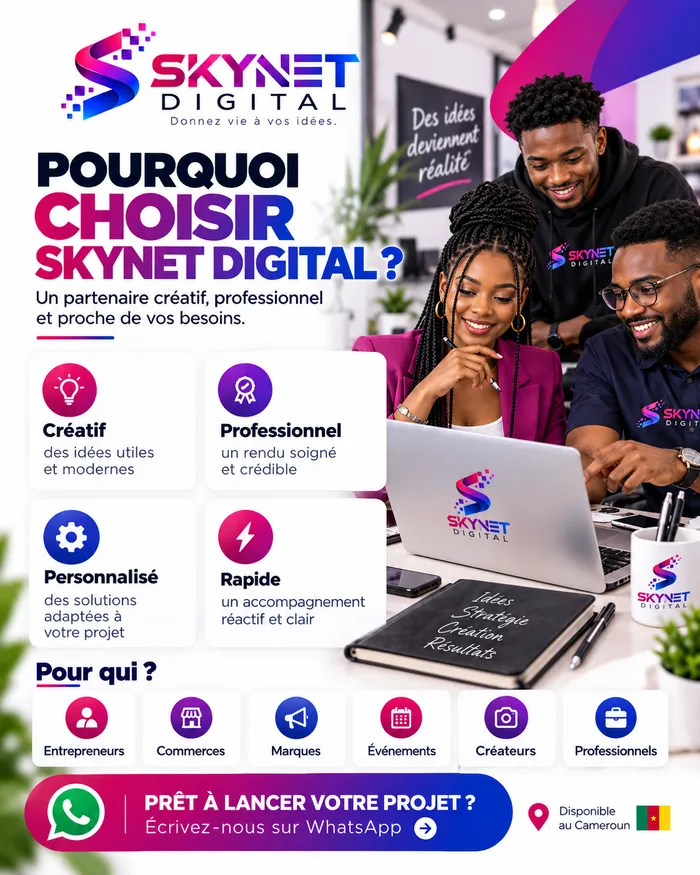 SKYNET
DIGITAL
Donnez vie à vos idées.
Des idées
deviennent
réalité
POURQUOI
CHOISIR
SKYNET DIGITAL ?
Un partenaire créatif, professionnel
et proche de vos besoins.
SKYNET
DIGITAL
SKYN
DIGIT
Créatif
des idées utiles
et modernes
Professionnel
un rendu soigné
et crédible
SKYNET
DIGITAL
Personnalisé
des solutions
adaptées à
votre projet
Rapide
un accompagnement
réactif et clair
Idées
Stratégie
Création
Résultats
SKYNET
DIGITAL
Pour qui ?
Entrepreneurs
Commerces
Marques
Événements
Créateurs
Professionnels
PRÊT À LANCER VOTRE PROJET ?
Écrivez-nous sur WhatsApp
Disponible
au Cameroun